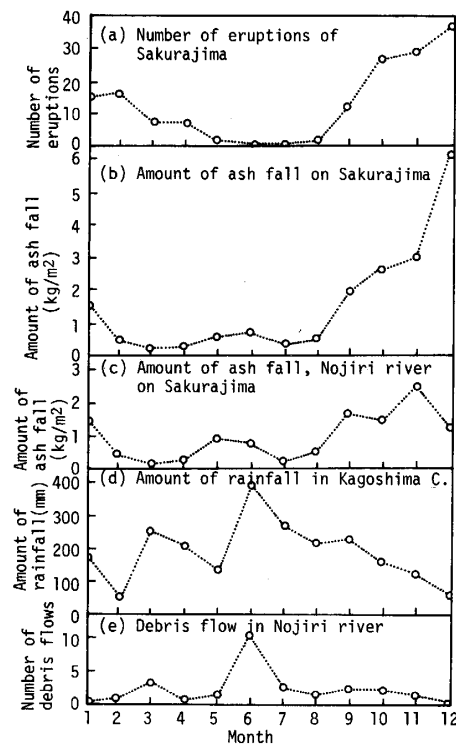 40
(a) Number of eruptions of
Sakurajima
30
20
10
0
Number of
eruptions
6
(b) Amount of ash fall on Sakurajima
5
4
3
2
1
0
Amount of ash fall
(kg/m2)
3
(c) Amount of ash fall, Nojiri river
on Sakurajima
2
1
0
Amount of
ash fall
(kg/m2)
400
(d) Amount of rainfall in Kagoshima C.
300
200
100
0
Amount of
rainfall(mm)
(e) Debris flow in Nojiri river
10
5
0
Number of
debris flows
1 2 3 4 5 6 7 8 9 10 11 12
Month